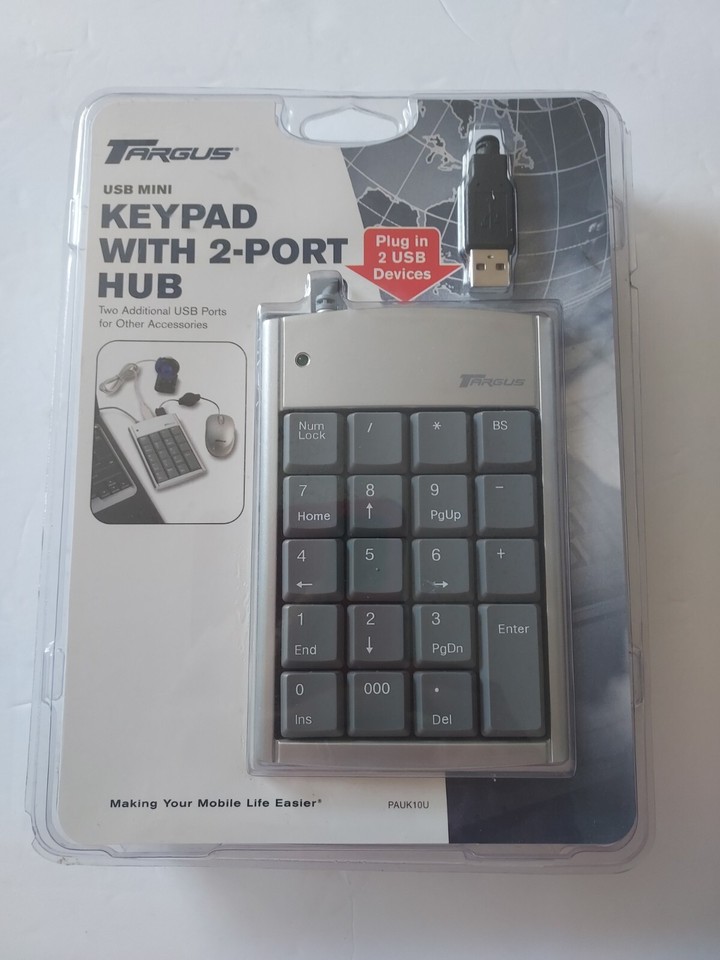 TARGUS®
USB MINI
KEYPAD
WITH 2-PORT
HUB
Two Additional USB Ports
for Other Accessories
Plug in
2 USB
Devices
TARGUS
Num
Lock
/
*
BS
7
Home
8
↑
9
PgUp
−
4
←
5
6
→
+
1
End
2
↓
3
PgDn
Enter
0
Ins
000
.
Del
Making Your Mobile Life Easier®
PAUK10U